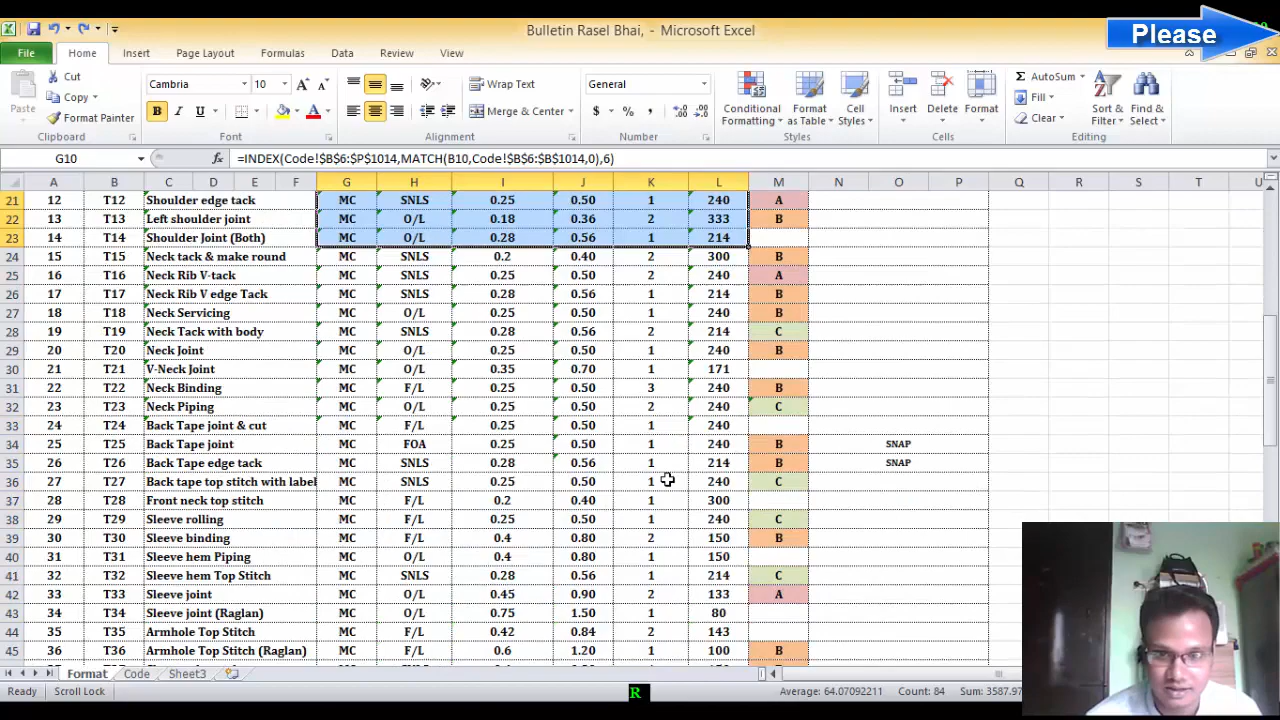 Bulletin Rasel Bhai, - Microsoft Excel
Please
File Home Insert Page Layout Formulas Data Review View
Paste Cut Copy Format Painter
Cambria 10 B I U A A A
Wrap Text Merge & Center
General $ % ,
Conditional Formatting Format as Table Cell Styles
Insert Delete Format
Σ AutoSum Fill Clear Sort & Filter Find & Select
Clipboard Font Alignment Number Styles Cells Editing
G10 fx =INDEX(Code!$B$6:$P$1014,MATCH(B10,Code!$B$6:$B$1014,0),6)
A B C D E F G H I J K L M N O P Q R S T U
21 12 T12 Shoulder edge tack MC SNLS 0.25 0.50 1 240 A
22 13 T13 Left shoulder joint MC O/L 0.18 0.36 2 333 B
23 14 T14 Shoulder Joint (Both) MC O/L 0.28 0.56 1 214
24 15 T15 Neck tack & make round MC SNLS 0.2 0.40 2 300 B
25 16 T16 Neck Rib V-tack MC SNLS 0.25 0.50 2 240 A
26 17 T17 Neck Rib V edge Tack MC SNLS 0.28 0.56 1 214 B
27 18 T18 Neck Servicing MC O/L 0.25 0.50 1 240 B
28 19 T19 Neck Tack with body MC SNLS 0.28 0.56 2 214 C
29 20 T20 Neck Joint MC O/L 0.25 0.50 1 240 B
30 21 T21 V-Neck Joint MC O/L 0.35 0.70 1 171
31 22 T22 Neck Binding MC F/L 0.25 0.50 3 240 B
32 23 T23 Neck Piping MC O/L 0.25 0.50 2 240 C
33 24 T24 Back Tape joint & cut MC F/L 0.25 0.50 1 240
34 25 T25 Back Tape joint MC FOA 0.25 0.50 1 240 B SNAP
35 26 T26 Back Tape edge tack MC SNLS 0.28 0.56 1 214 B SNAP
36 27 T27 Back tape top stitch with label MC SNLS 0.25 0.50 1 240 C
37 28 T28 Front neck top stitch MC F/L 0.2 0.40 1 300
38 29 T29 Sleeve rolling MC F/L 0.25 0.50 1 240 C
39 30 T30 Sleeve binding MC F/L 0.4 0.80 2 150 B
40 31 T31 Sleeve hem Piping MC O/L 0.4 0.80 1 150
41 32 T32 Sleeve hem Top Stitch MC SNLS 0.28 0.56 1 214 C
42 33 T33 Sleeve joint MC O/L 0.45 0.90 2 133 A
43 34 T34 Sleeve joint (Raglan) MC O/L 0.75 1.50 1 80
44 35 T35 Armhole Top Stitch MC F/L 0.42 0.84 2 143
45 36 T36 Armhole Top Stitch (Raglan) MC F/L 0.6 1.20 1 100 B
Format Code Sheet3
Ready Scroll Lock R Average: 64.07092211 Count: 84 Sum: 3587.97